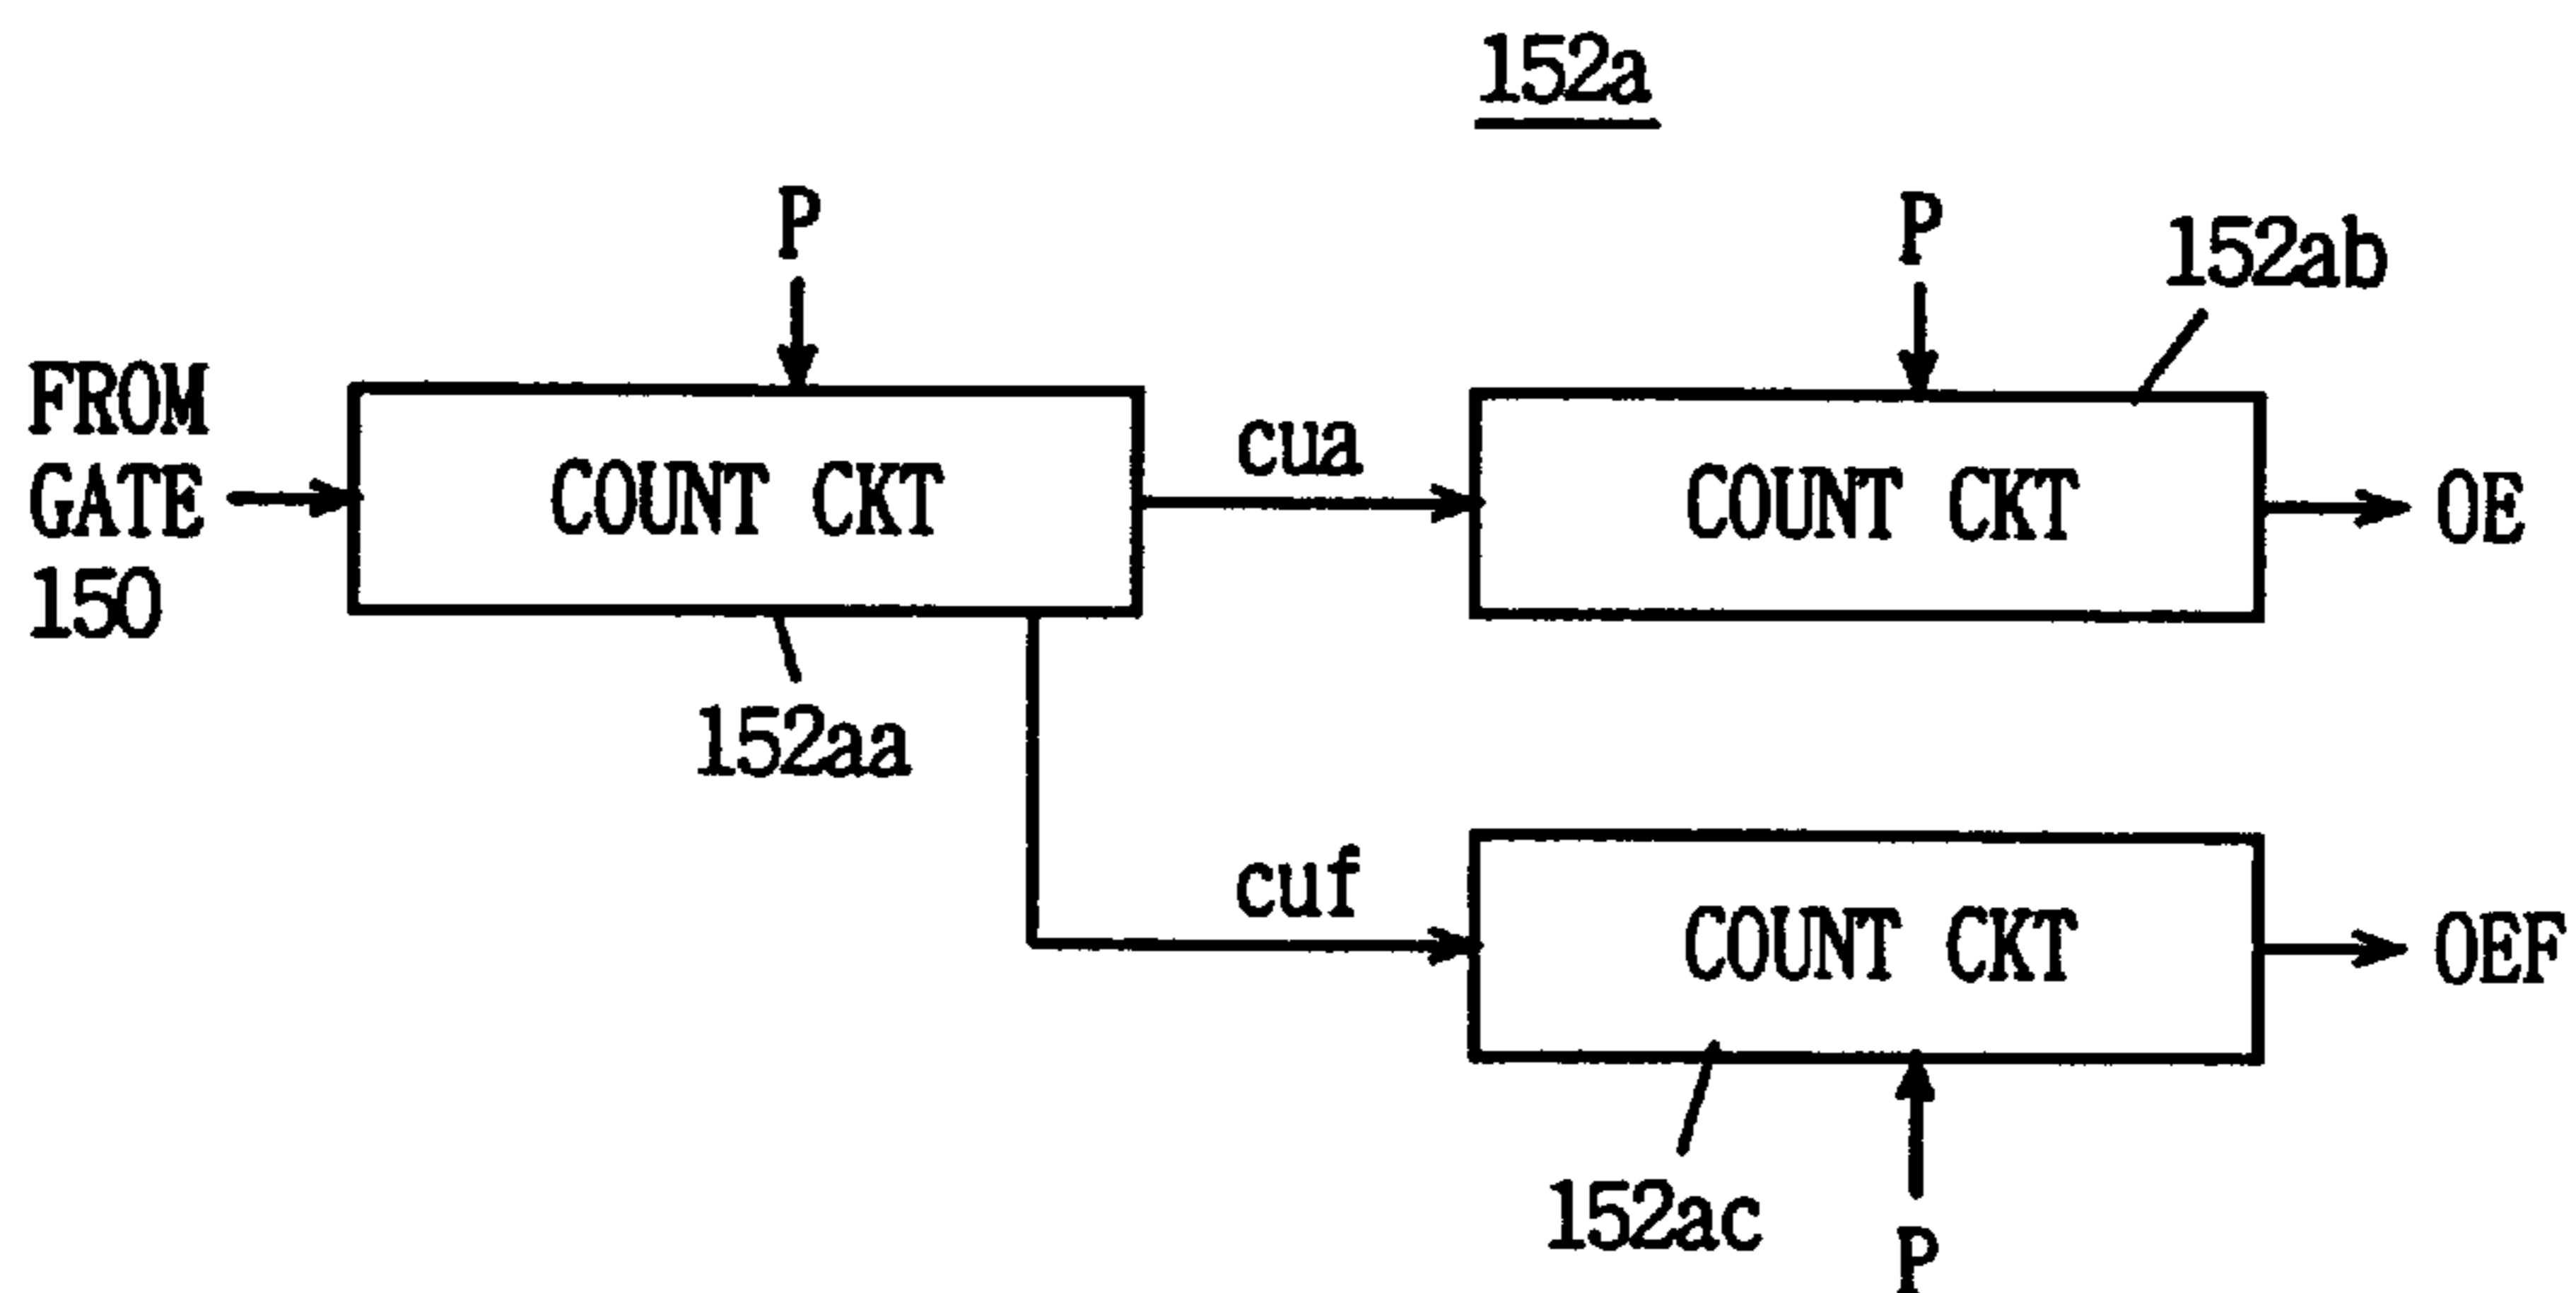 152a
P
P
152ab
FROM
GATE
150
COUNT CKT
cua
COUNT CKT
OE
152aa
cuf
COUNT CKT
OEF
152ac
P